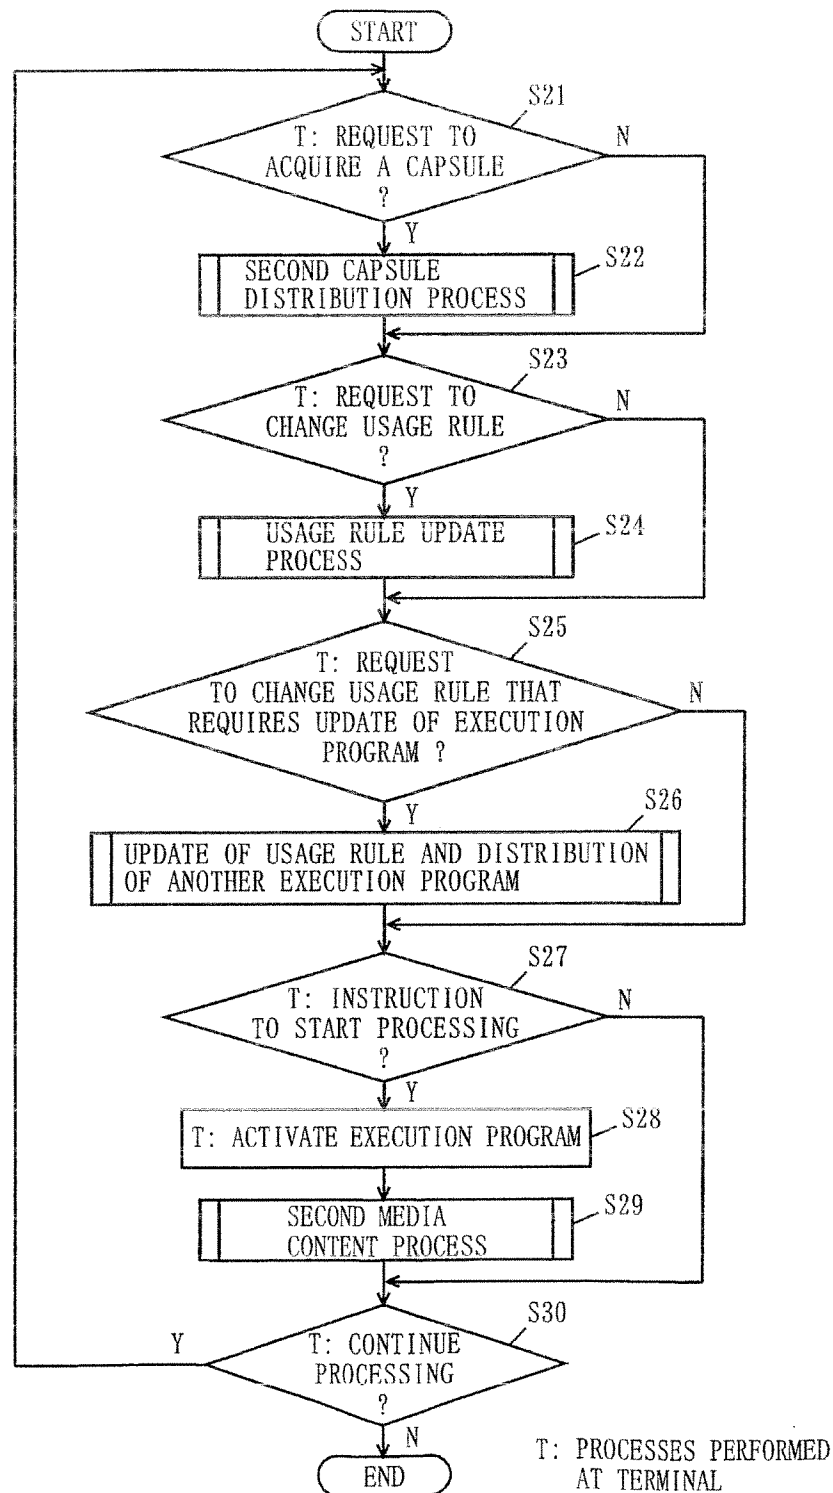 START
S21
T: REQUEST TO
ACQUIRE A CAPSULE
?
N
Y
SECOND CAPSULE
DISTRIBUTION PROCESS
S22
S23
T: REQUEST TO
CHANGE USAGE RULE
?
N
Y
USAGE RULE UPDATE
PROCESS
S24
S25
T: REQUEST
TO CHANGE USAGE RULE THAT
REQUIRES UPDATE OF EXECUTION
PROGRAM ?
N
Y
S26
UPDATE OF USAGE RULE AND DISTRIBUTION
OF ANOTHER EXECUTION PROGRAM
S27
T: INSTRUCTION
TO START PROCESSING
?
N
Y
T: ACTIVATE EXECUTION PROGRAM
S28
SECOND MEDIA
CONTENT PROCESS
S29
S30
Y
T: CONTINUE
PROCESSING
?
N
END
T: PROCESSES PERFORMED
AT TERMINAL